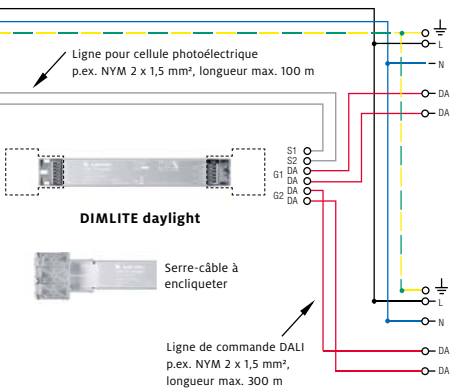 Ligne pour cellule photoélectrique
p.ex. NYM 2 x 1,5 mm², longueur max. 100 m
L
N
DA
DA
S1
S2
G1 DA
DA
G2 DA
DA
DIMLITE daylight
Serre-câble à
encliqueter
L
N
Ligne de commande DALI
p.ex. NYM 2 x 1,5 mm²,
longueur max. 300 m
DA
DA